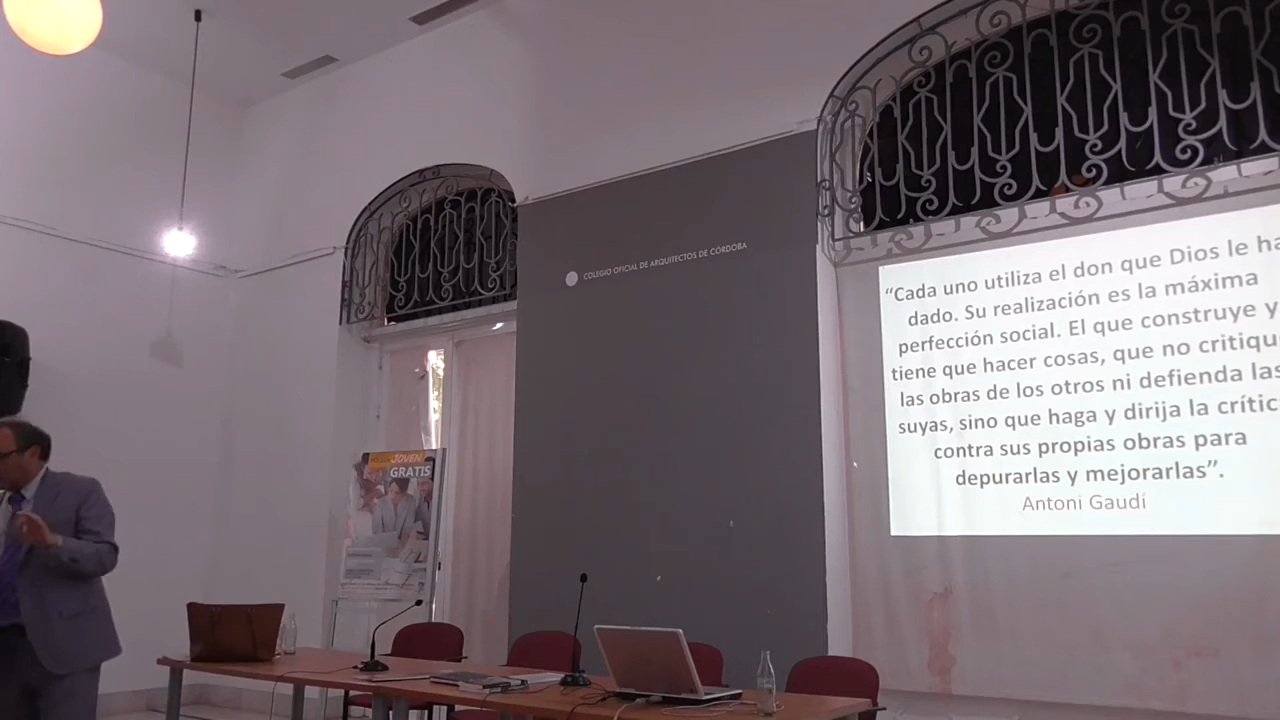 COLEGIO OFICIAL DE ARQUITECTOS DE CÓRDOBA
“Cada uno utiliza el don que Dios le ha
dado. Su realización es la máxima
perfección social. El que construye y
tiene que hacer cosas, que no critique
las obras de los otros ni defienda las
suyas, sino que haga y dirija la crític
contra sus propias obras para
depurarlas y mejorarlas”.
Antoni Gaudí
JOVEN
GRATIS